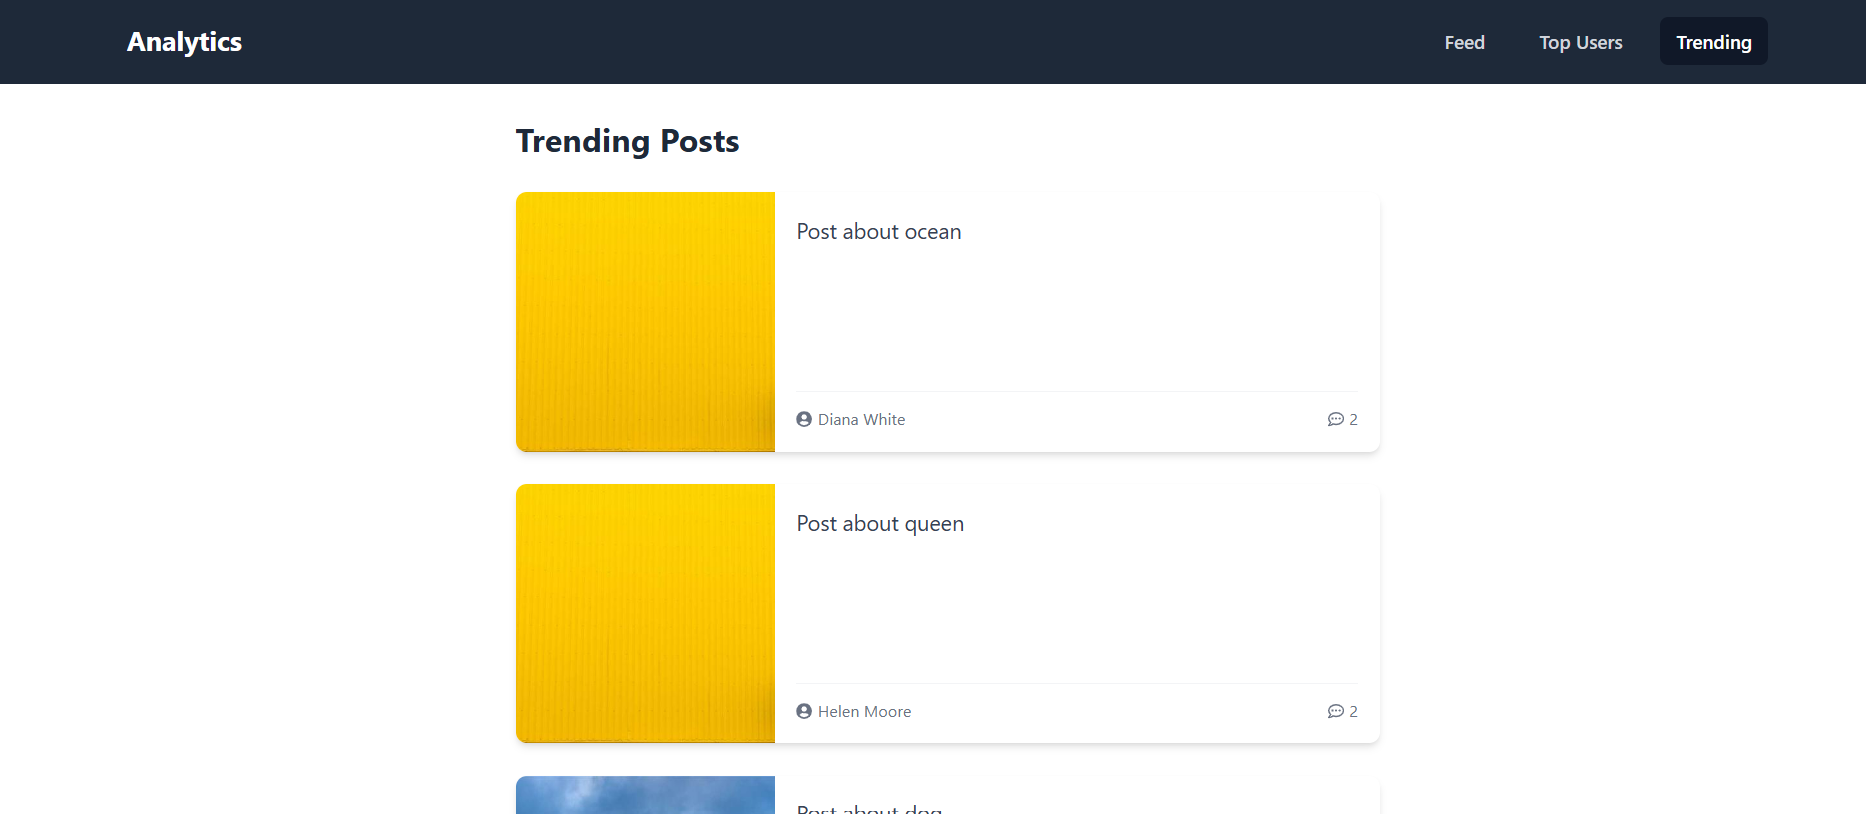 Analytics
Feed
Top Users
Trending
Trending Posts
Post about ocean
Diana White
2
Post about queen
Helen Moore
2
Post about dog